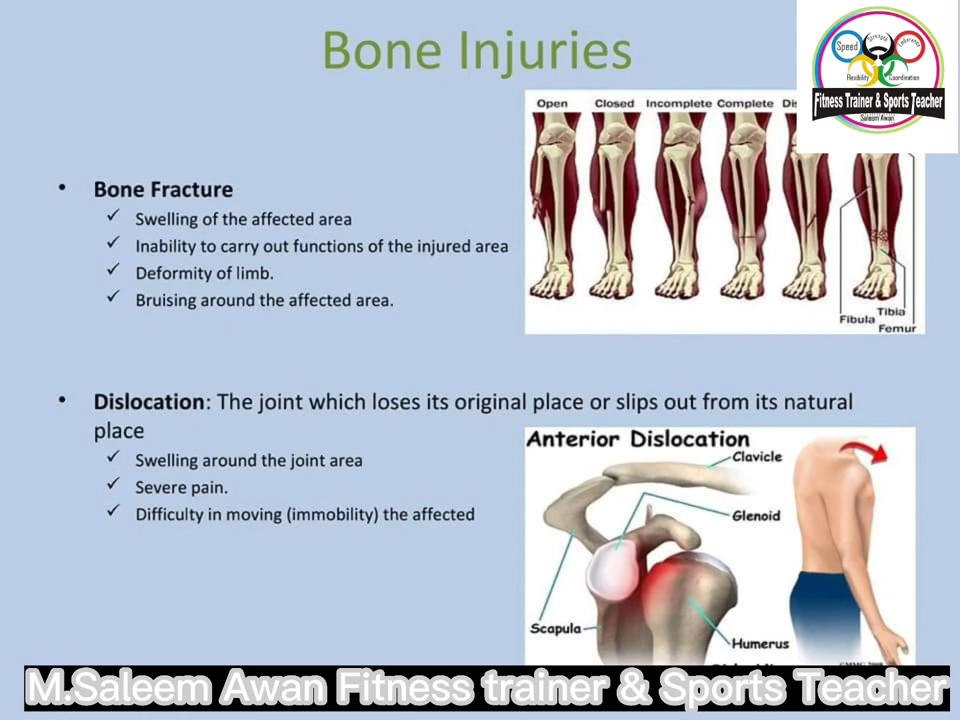 Bone Injuries
Speed
Strength
Endurance
Flexibility
Coordination
Fitness Trainer & Sports Teacher
Saleem Awan
Open Closed Incomplete Complete
• Bone Fracture
✓ Swelling of the affected area
✓ Inability to carry out functions of the injured area
✓ Deformity of limb.
✓ Bruising around the affected area.
Tibia
Fibula
Femur
• Dislocation: The joint which loses its original place or slips out from its natural
place
✓ Swelling around the joint area
✓ Severe pain.
✓ Difficulty in moving (immobility) the affected
Anterior Dislocation
Clavicle
Glenoid
Scapula
Humerus
M.Saleem Awan Fitness trainer & Sports Teacher